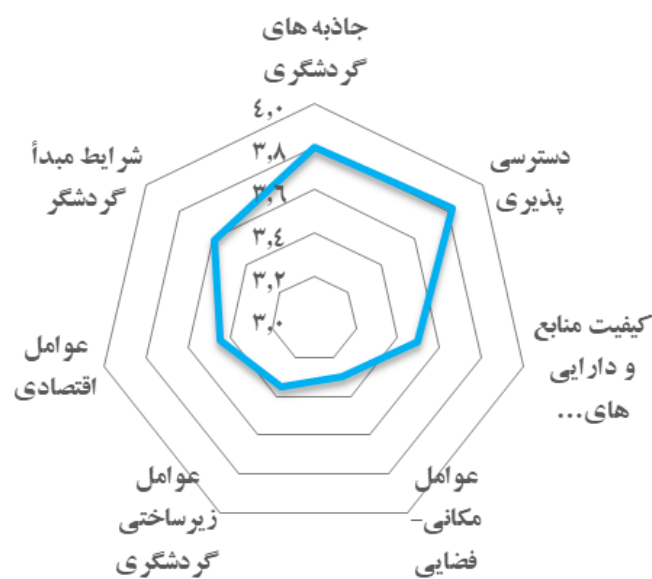 جاذبه های
گردشگری
۴,۰
۳,۸
۳,۶
۳,۴
۳,۲
۳,۰
دسترسی
پذیری
کیفیت منابع
و دارایی
های...
عوامل
مکانی-
فضایی
عوامل
زیرساختی
گردشگری
عوامل
اقتصادی
شرایط مبدأ
گردشگر